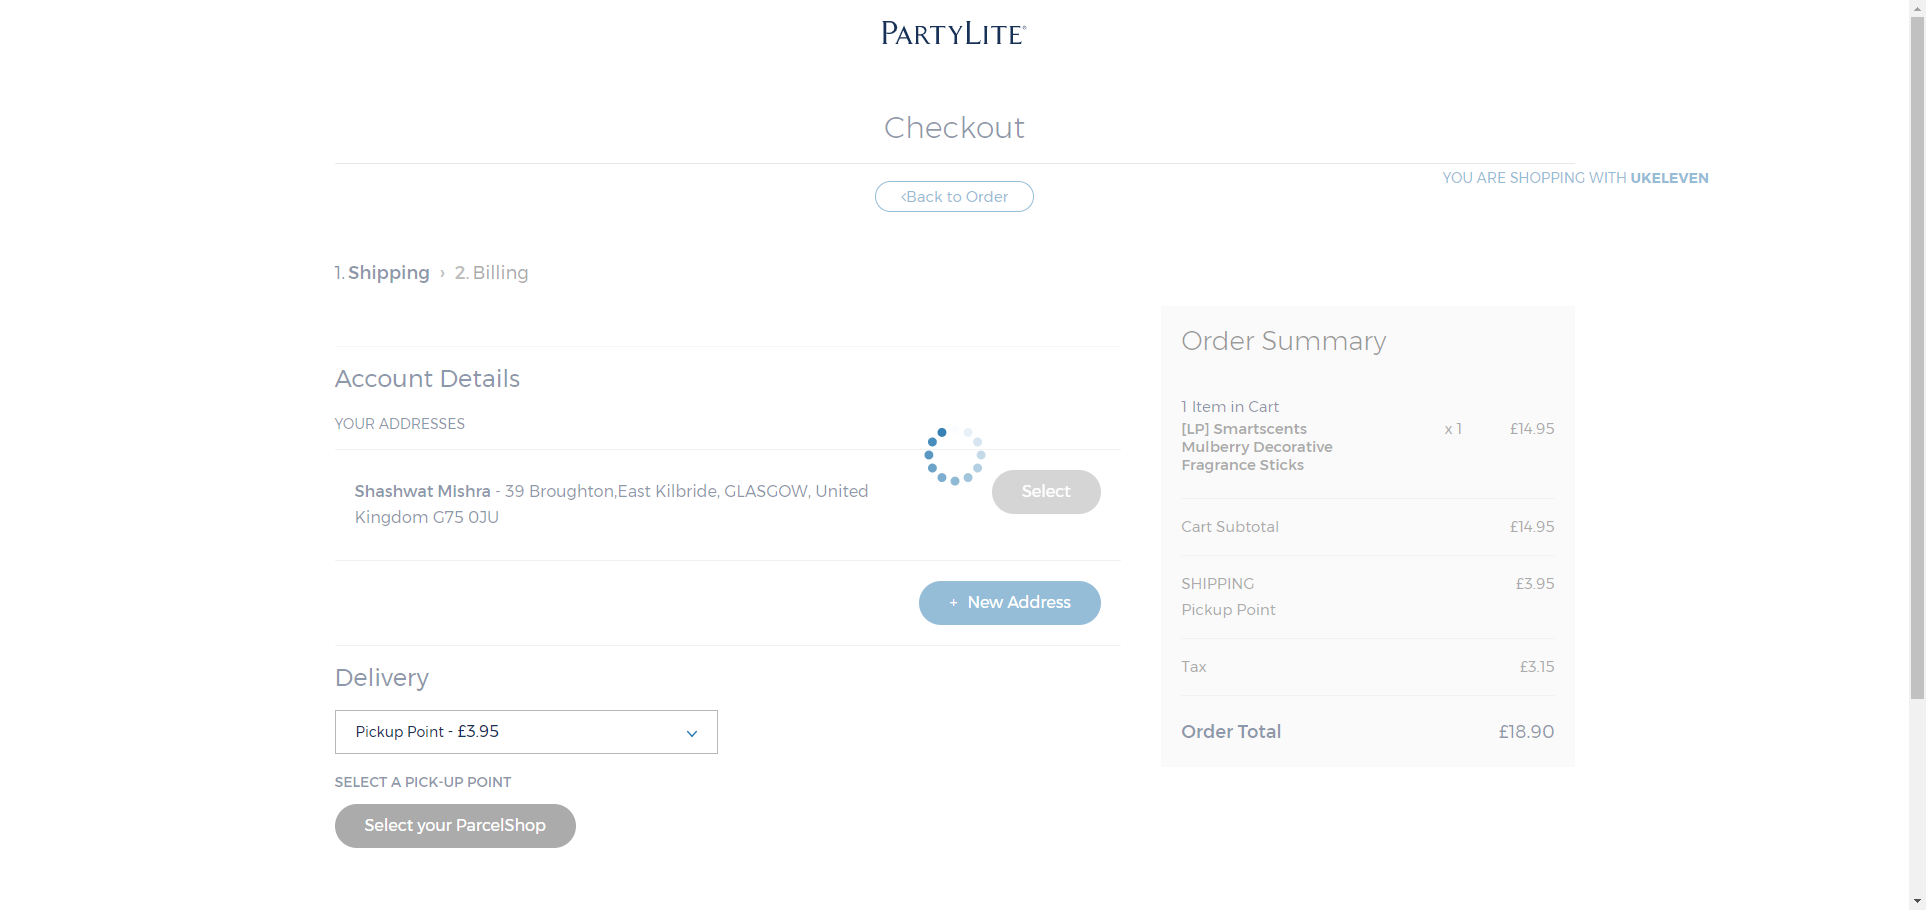 PARTYLITE®
Checkout
YOU ARE SHOPPING WITH UKELEVEN
<Back to Order
1. Shipping › 2. Billing
Account Details
YOUR ADDRESSES
Shashwat Mishra - 39 Broughton,East Kilbride, GLASGOW, United
Kingdom G75 0JU
Select
+ New Address
Delivery
Pickup Point - £3.95
SELECT A PICK-UP POINT
Select your ParcelShop
Order Summary
1 Item in Cart
[LP] Smartscents x 1 £14.95
Mulberry Decorative
Fragrance Sticks
Cart Subtotal £14.95
SHIPPING £3.95
Pickup Point
Tax £3.15
Order Total £18.90